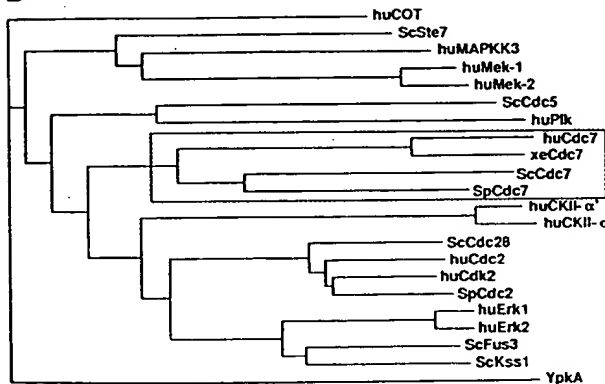 huCOT
ScSte7
huMAPKK3
huMek-1
huMek-2
ScCdc5
huPlk
huCdc7
xeCdc7
ScCdc7
SpCdc7
huCKII-α'
huCKII-α
ScCdc28
huCdc2
huCdk2
SpCdc2
huErk1
huErk2
ScFus3
ScKss1
YpkA